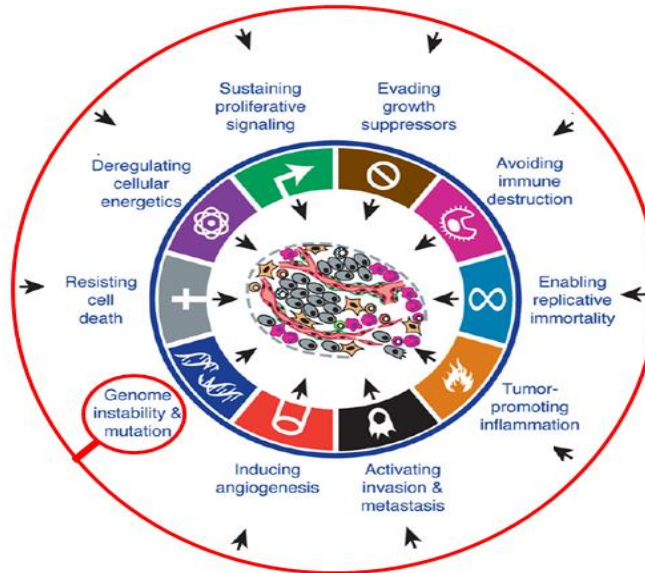 Sustaining
proliferative
signaling
Evading
growth
suppressors
Avoiding
immune
destruction
Enabling
replicative
immortality
Tumor-
promoting
inflammation
Activating
invasion &
metastasis
Inducing
angiogenesis
Genome
instability &
mutation
Resisting
cell
death
Deregulating
cellular
energetics